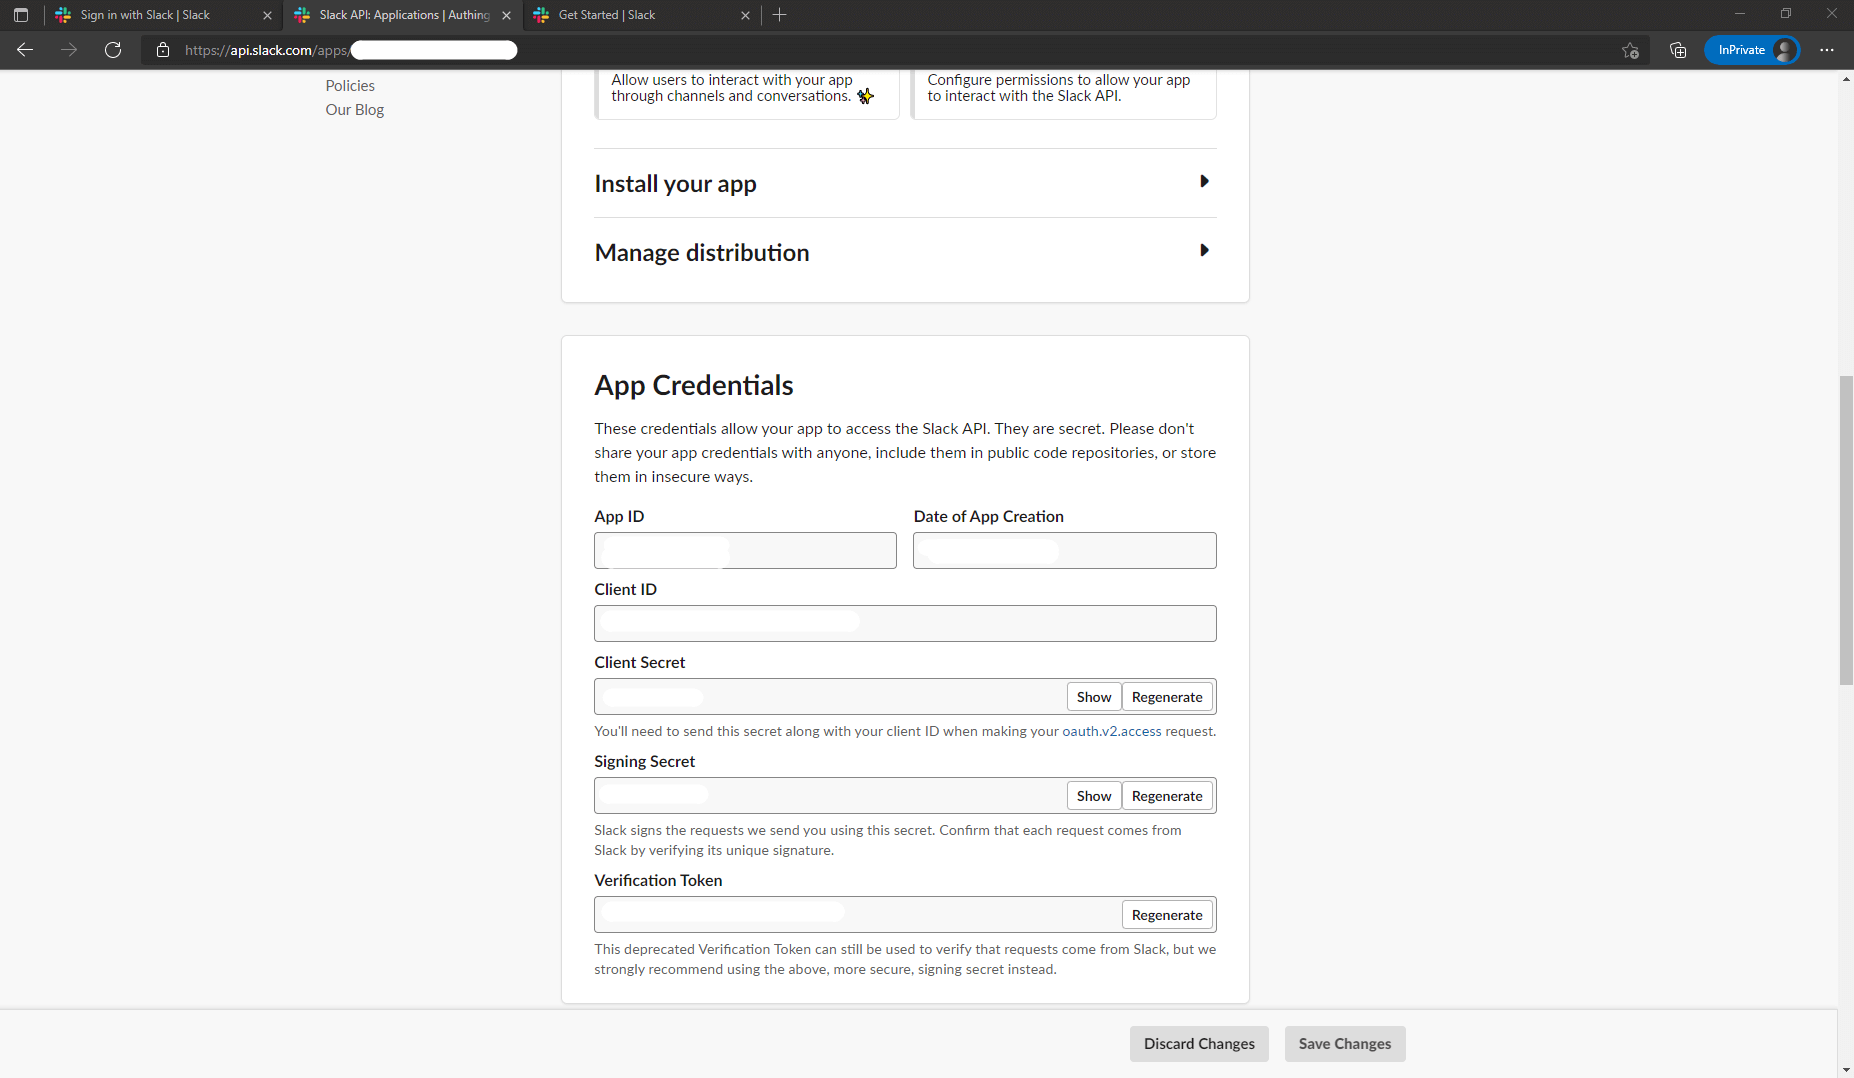 Sign in with Slack | Slack
Slack API: Applications | Authing
Get Started | Slack
https://api.slack.com/apps/
InPrivate
Policies
Our Blog
Allow users to interact with your app
through channels and conversations. ✨
Configure permissions to allow your app
to interact with the Slack API.
Install your app
Manage distribution
App Credentials
These credentials allow your app to access the Slack API. They are secret. Please don't
share your app credentials with anyone, include them in public code repositories, or store
them in insecure ways.
App ID
Date of App Creation
Client ID
Client Secret
Show
Regenerate
You'll need to send this secret along with your client ID when making your oauth.v2.access request.
Signing Secret
Show
Regenerate
Slack signs the requests we send you using this secret. Confirm that each request comes from
Slack by verifying its unique signature.
Verification Token
Regenerate
This deprecated Verification Token can still be used to verify that requests come from Slack, but we
strongly recommend using the above, more secure, signing secret instead.
Discard Changes
Save Changes